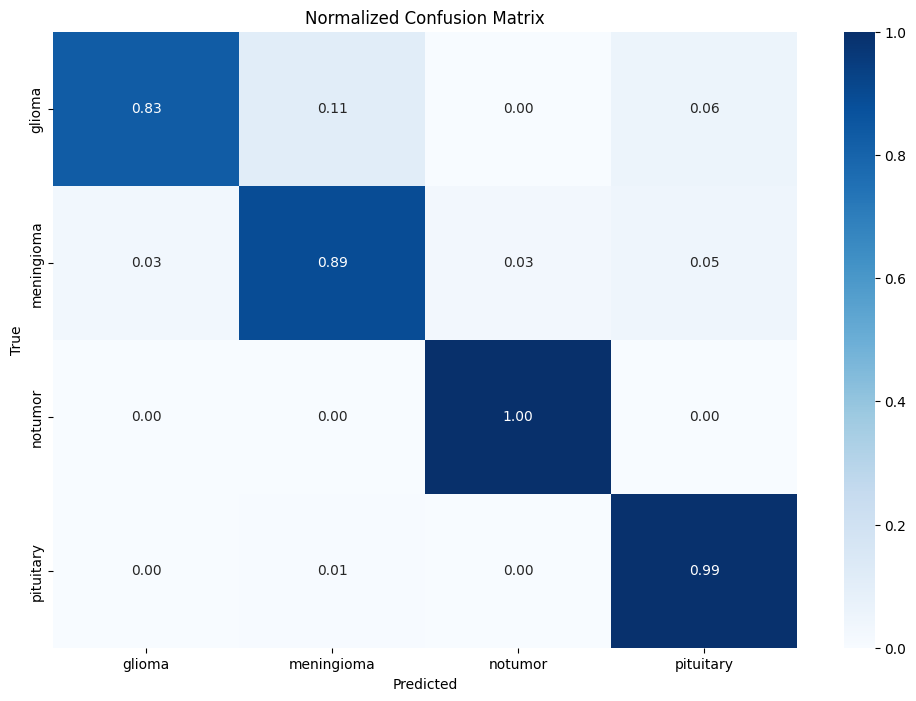 Normalized Confusion Matrix
1.0
glioma
0.83
0.11
0.00
0.06
0.8
meningioma
0.03
0.89
0.03
0.05
0.6
True
notumor
0.00
0.00
1.00
0.00
0.4
pituitary
0.00
0.01
0.00
0.99
0.2
0.0
glioma
meningioma
notumor
pituitary
Predicted